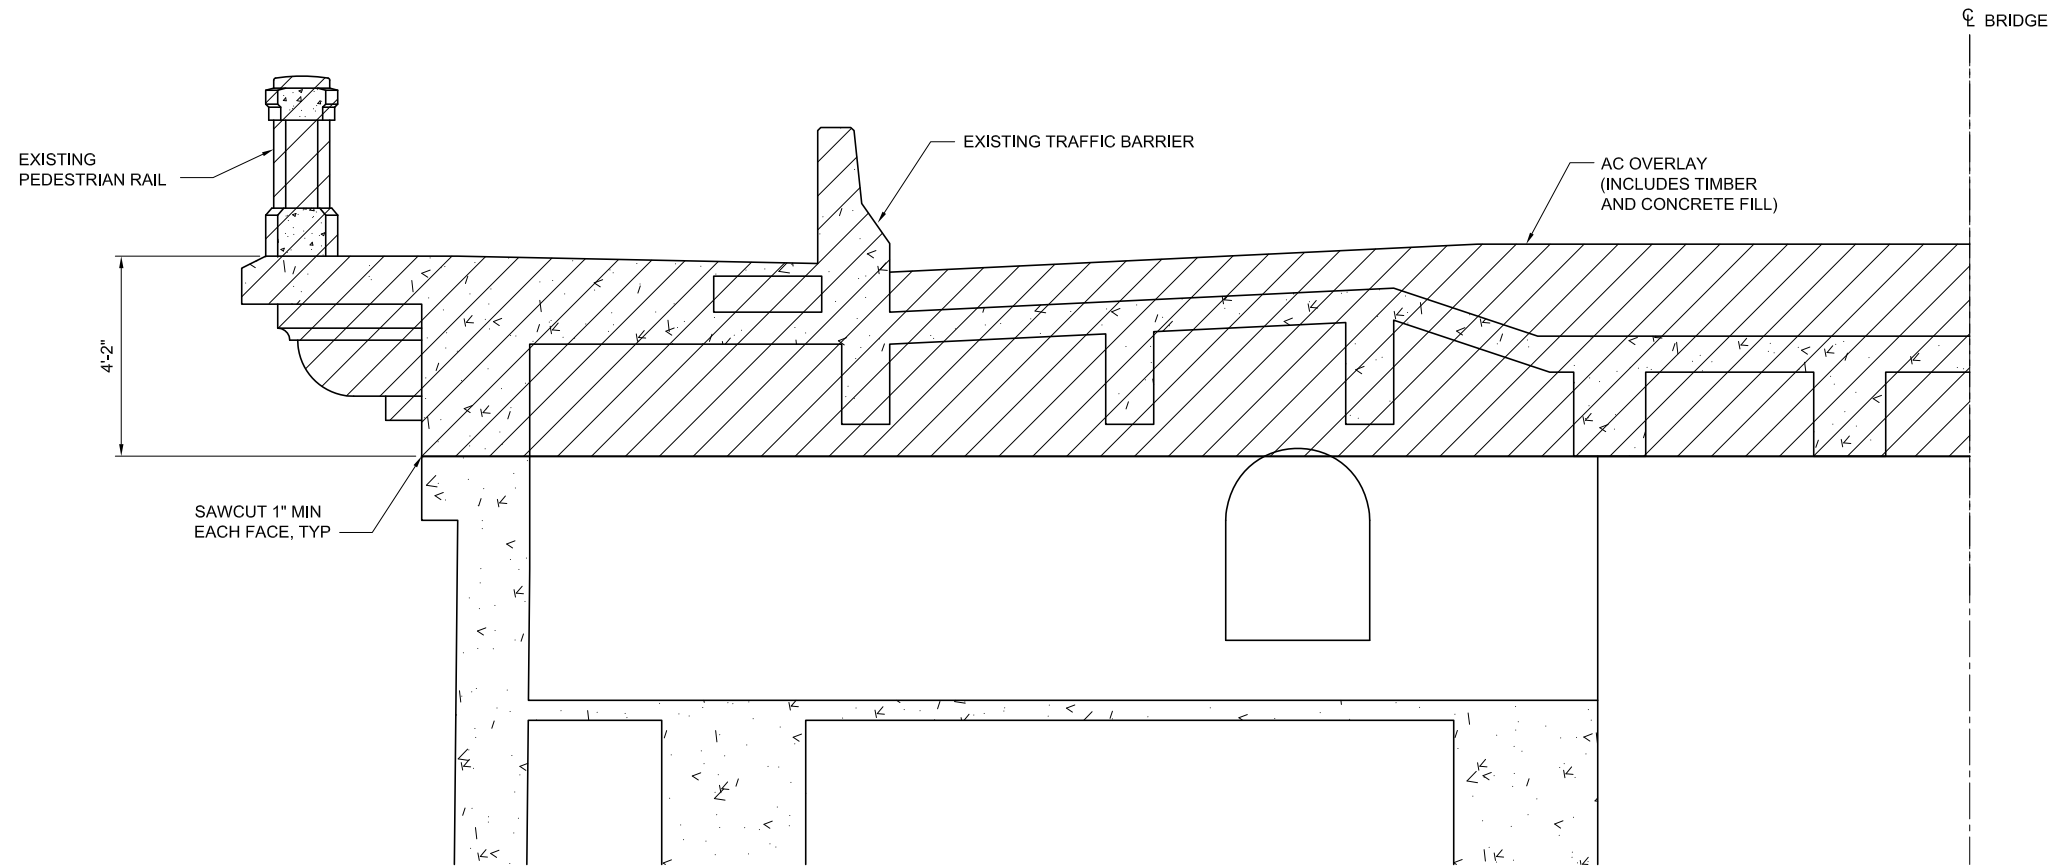 ℄ BRIDGE
EXISTING
PEDESTRIAN RAIL
EXISTING TRAFFIC BARRIER
AC OVERLAY
(INCLUDES TIMBER
AND CONCRETE FILL)
4'-2"
SAWCUT 1" MIN
EACH FACE, TYP